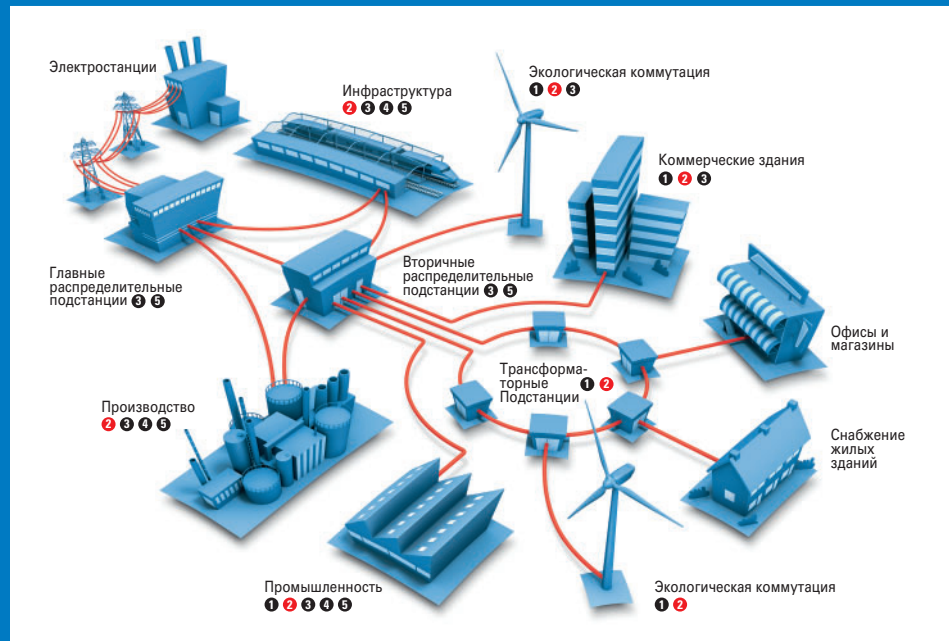 Электростанции
Инфраструктура
2 3 4 5
Экологическая коммутация
1 2 3
Коммерческие здания
1 2 3
Главные
распределительные
подстанции 3 5
Вторичные
распределительные
подстанции 3 5
Офисы и
магазины
Трансформа-
торные 1 2
Подстанции
Производство
2 3 4 5
Снабжение
жилых
зданий
Промышленность
1 2 3 4 5
Экологическая коммутация
1 2